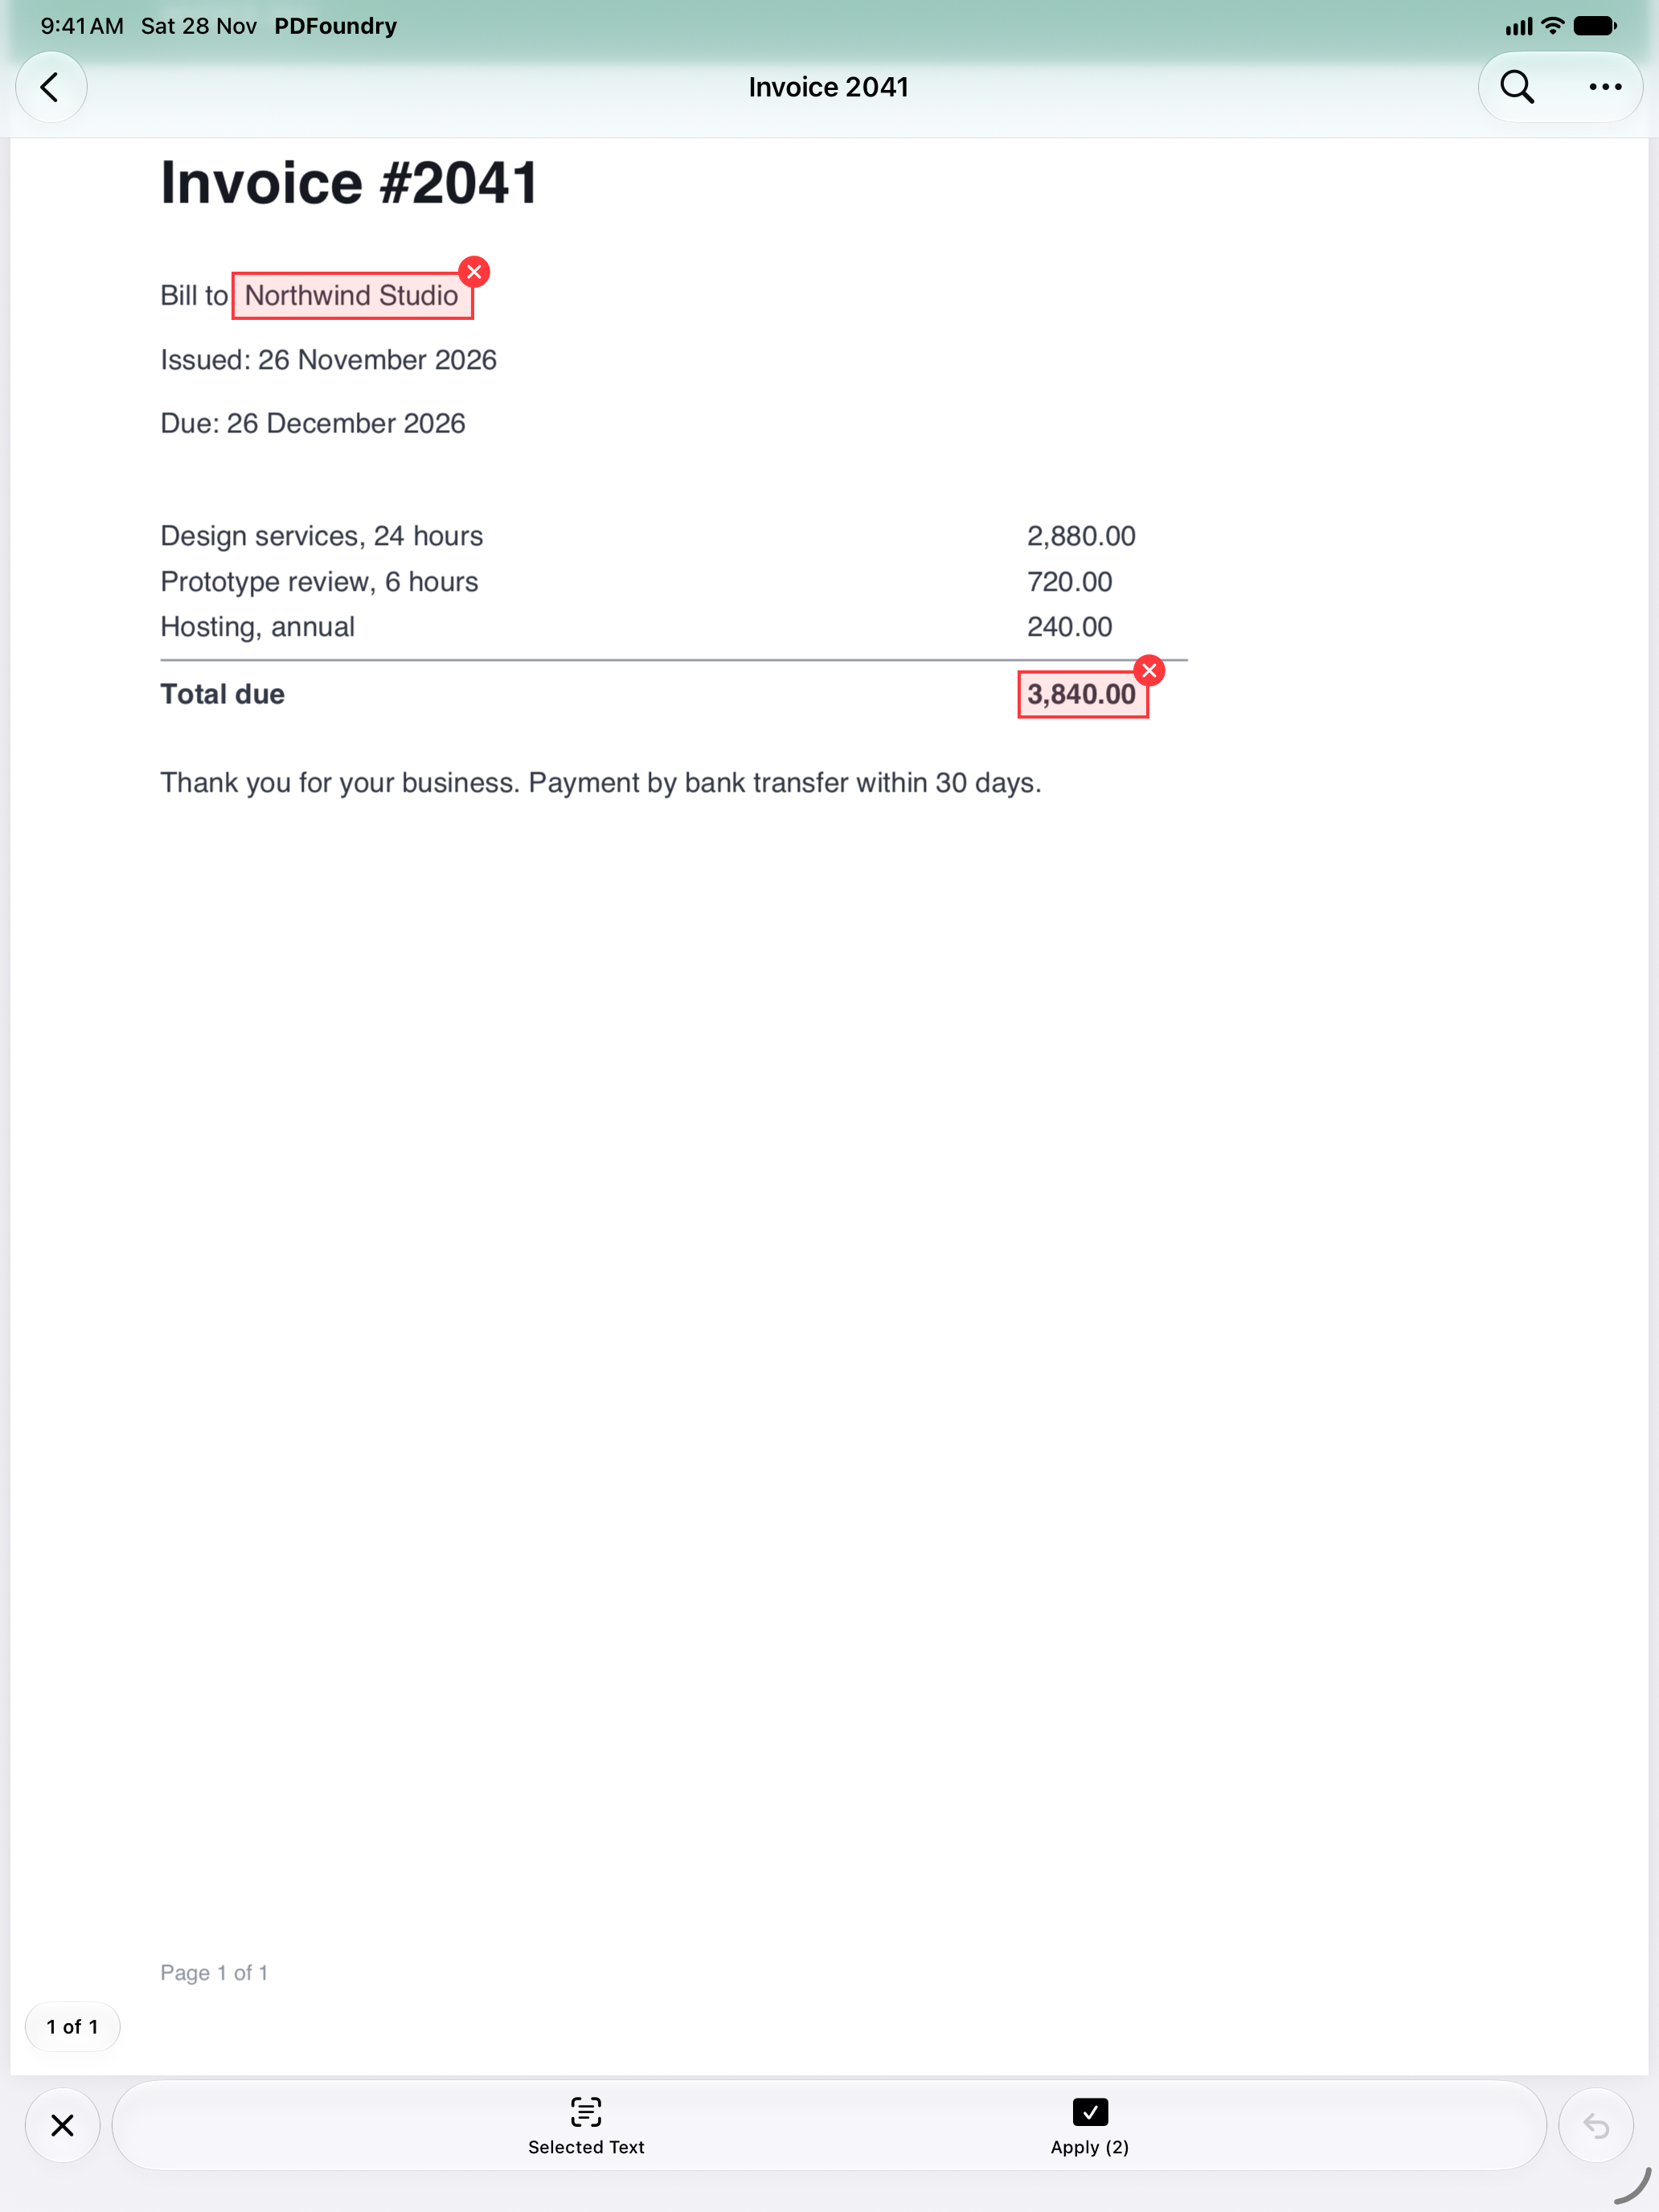 9:41 AM Sat 28 Nov PDFoundry
Invoice 2041
Invoice #2041
Bill to Northwind Studio
Issued: 26 November 2026
Due: 26 December 2026
Design services, 24 hours 2,880.00
Prototype review, 6 hours 720.00
Hosting, annual 240.00
Total due 3,840.00
Thank you for your business. Payment by bank transfer within 30 days.
Page 1 of 1
1 of 1
Selected Text Apply (2)